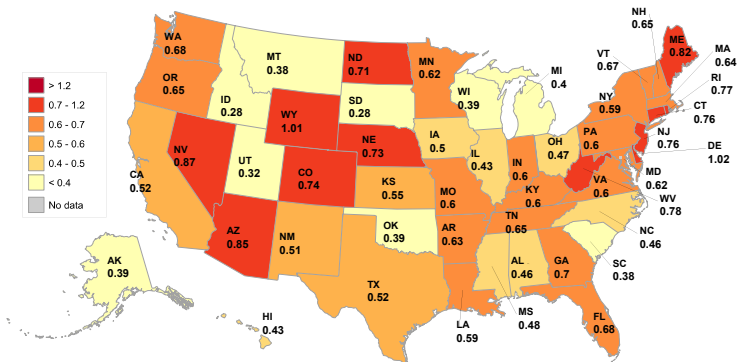 NH
0.65
WA
0.68
ND
0.71
MN
0.62
ME
0.82
MA
0.64
MT
0.38
VT
0.67
MI
0.4
RI
0.77
OR
0.65
> 1.2
0.7 - 1.2
0.6 - 0.7
0.5 - 0.6
0.4 - 0.5
< 0.4
No data
ID
0.28
SD
0.28
WI
0.39
NY
0.59
CT
0.76
WY
1.01
IA
0.5
PA
0.6
NJ
0.76
NV
0.87
NE
0.73
IL
0.43
OH
0.47
DE
1.02
UT
0.32
IN
0.6
MD
0.62
CA
0.52
CO
0.74
KS
0.55
MO
0.6
KY
0.6
VA
0.6
WV
0.78
AZ
0.85
NM
0.51
OK
0.39
AR
0.63
TN
0.65
NC
0.46
AK
0.39
AL
0.46
GA
0.7
SC
0.38
TX
0.52
HI
0.43
LA
0.59
MS
0.48
FL
0.68